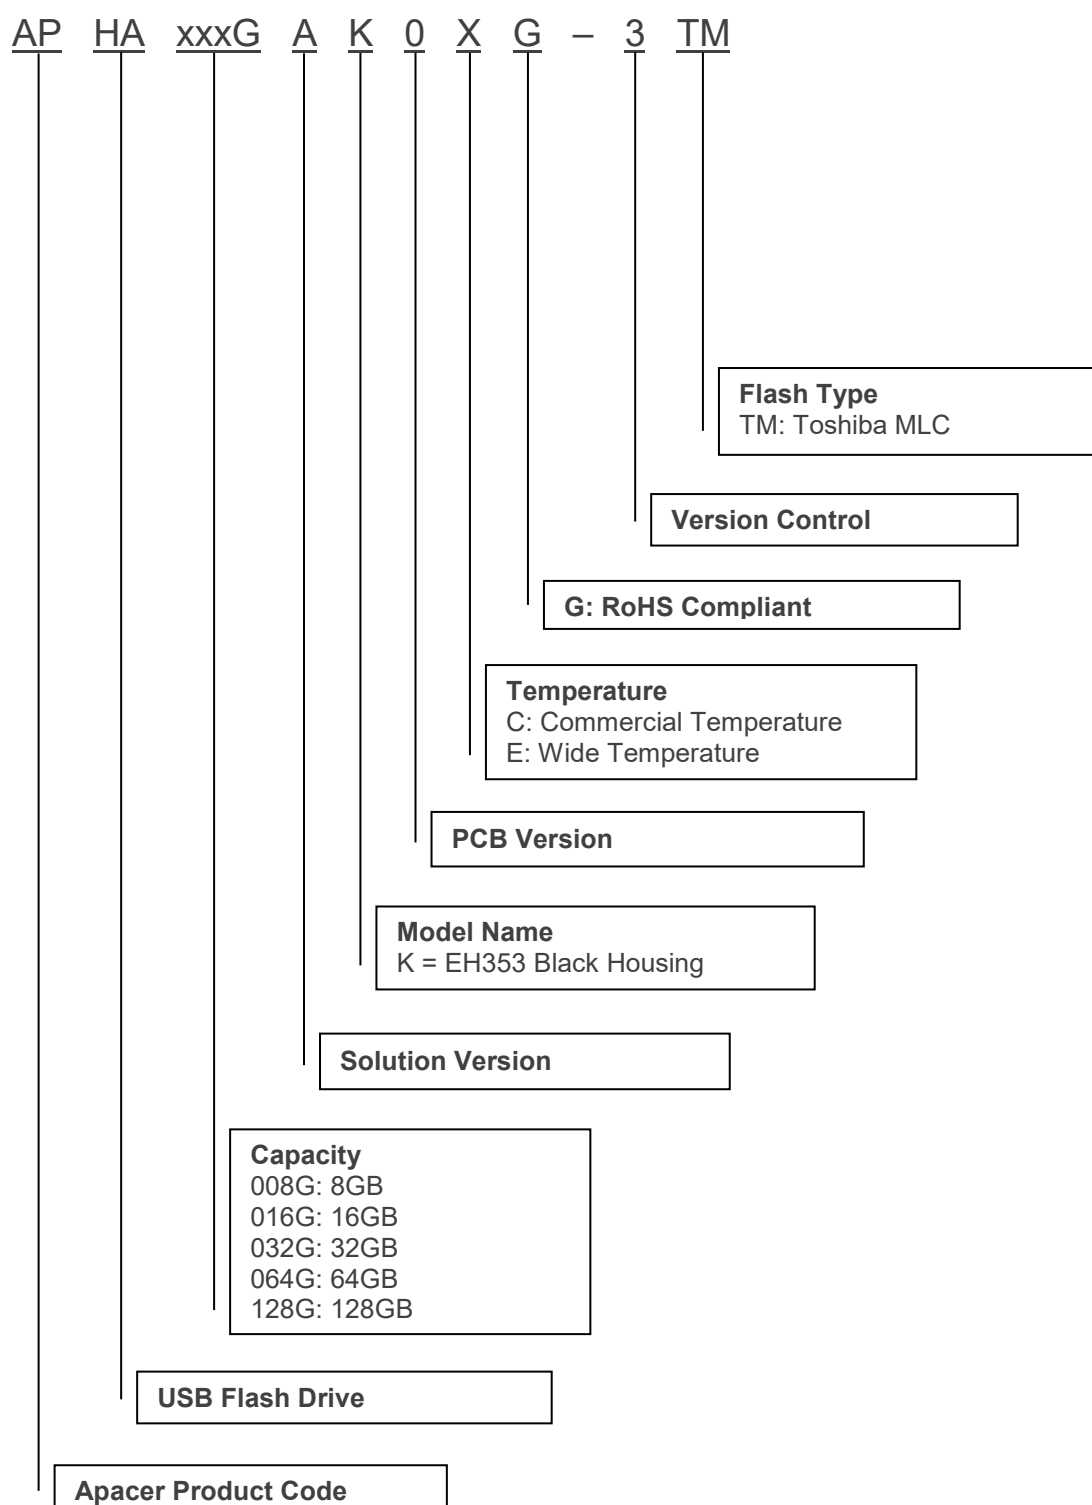 AP HA xxxG A K 0 X G – 3 TM
Flash Type
TM: Toshiba MLC
Version Control
G: RoHS Compliant
Temperature
C: Commercial Temperature
E: Wide Temperature
PCB Version
Model Name
K = EH353 Black Housing
Solution Version
Capacity
008G: 8GB
016G: 16GB
032G: 32GB
064G: 64GB
128G: 128GB
USB Flash Drive
Apacer Product Code